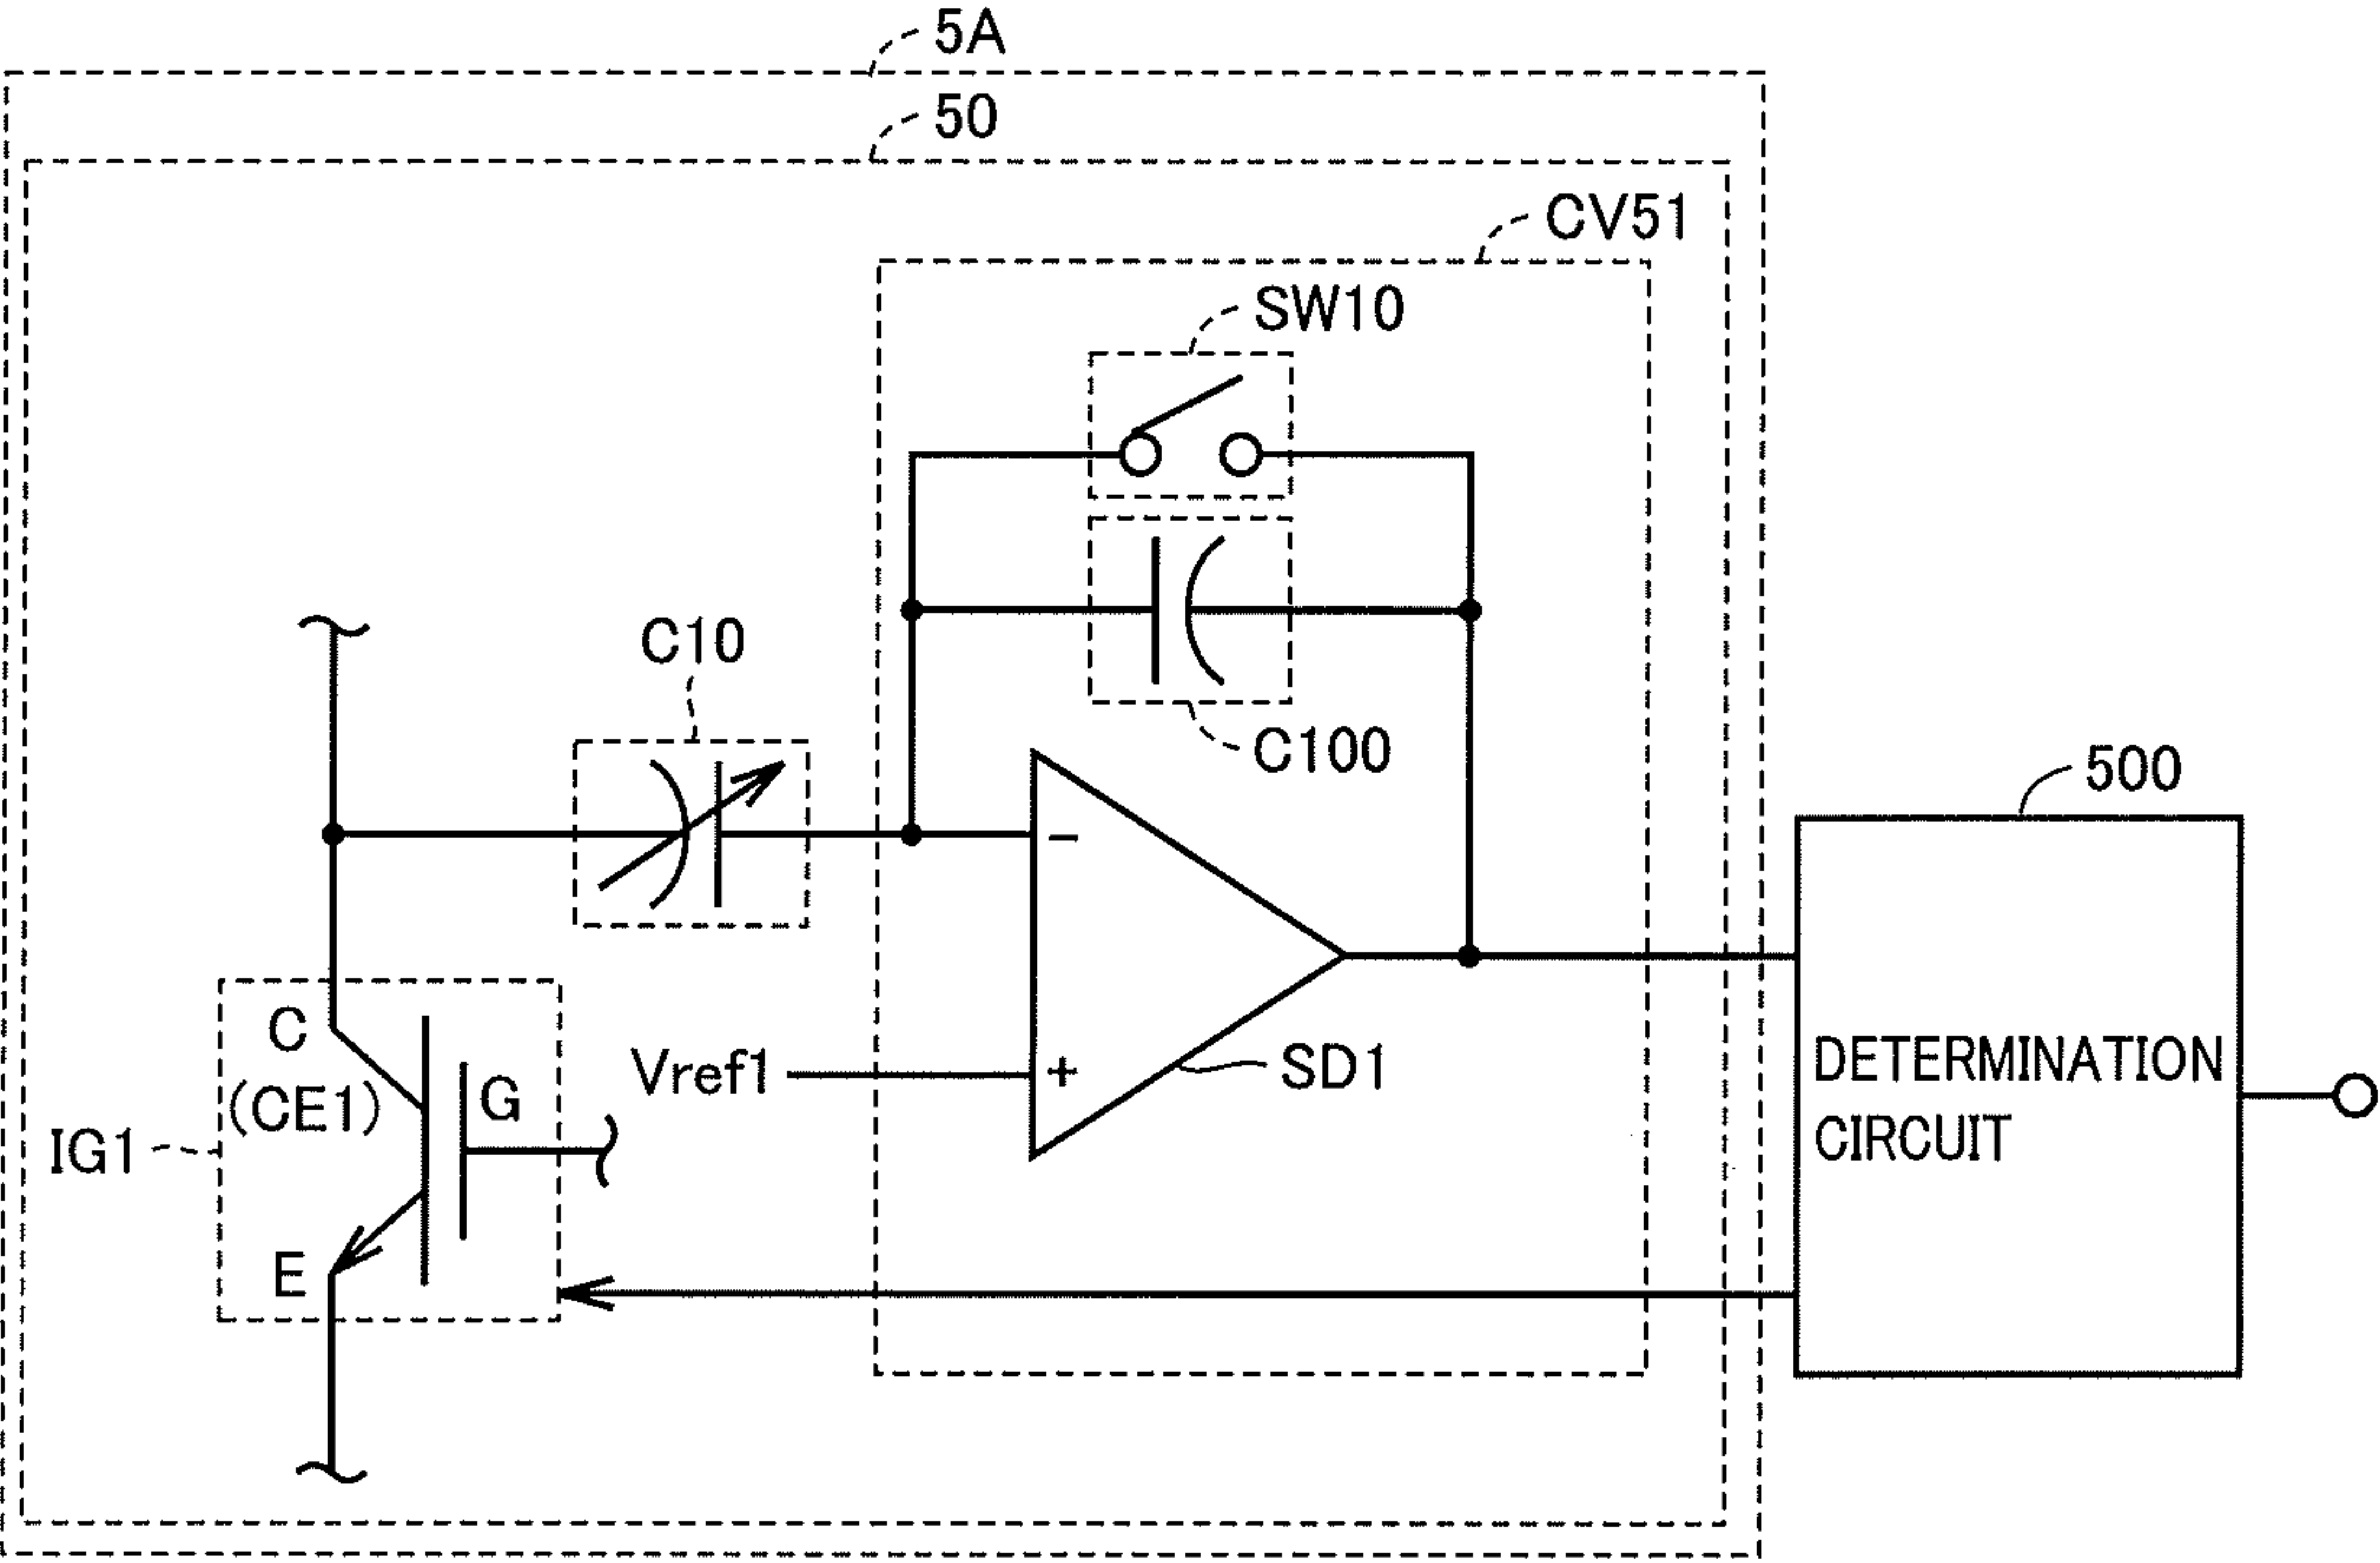 5A
50
CV51
SW10
C10
C100
500
−
C
(CE1)
G
Vref1
+
SD1
DETERMINATION
CIRCUIT
IG1
E